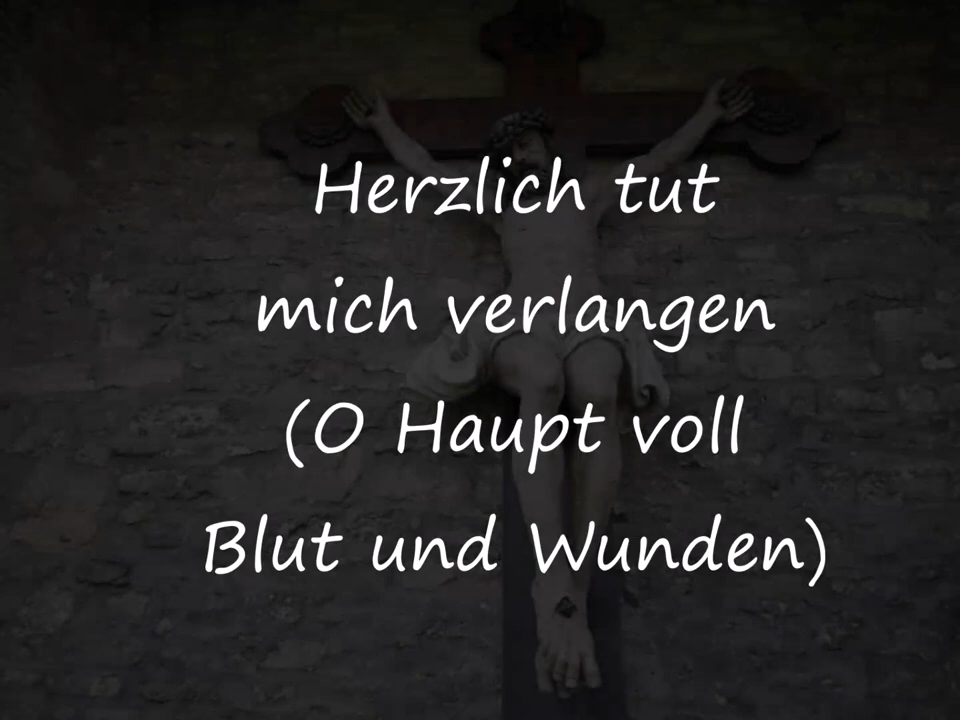 Herzlich tut
mich verlangen
(O Haupt voll
Blut und Wunden)